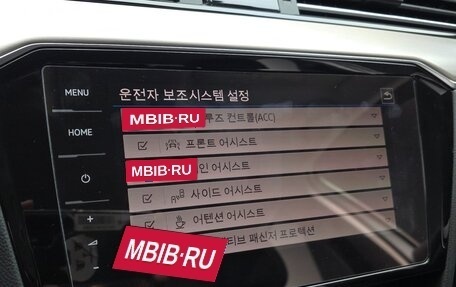 MENU
운전자 보조시스템 설정
MBIB.RU 루즈 컨트롤(ACC)
HOME
프론트 어시스트
MBIB.RU 인 어시스트
사이드 어시스트
+
어텐션 어시스트
MBIB.RU 티브 패신저 프로텍션